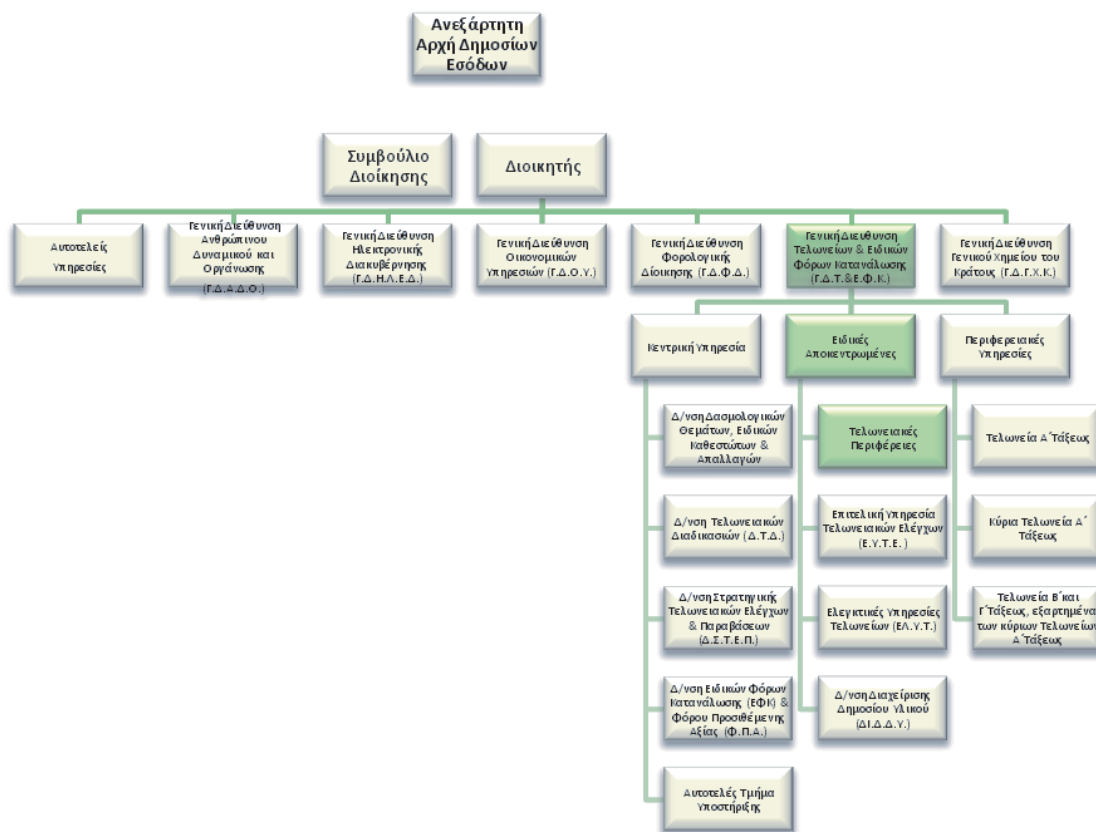 Ανεξάρτητη
Αρχή Δημοσίων
Εσόδων
Συμβούλιο
Διοίκησης
Διοικητής
Αυτοτελείς
Υπηρεσίες
Γενική Διεύθυνση
Ανθρώπινου
Δυναμικού και
Οργάνωσης
(Γ.Δ.Α.Δ.Ο.)
Γενική Διεύθυνση
Ηλεκτρονικής
Διακυβέρνησης
(Γ.Δ.Η.Λ.Ε.Δ.)
Γενική Διεύθυνση
Οικονομικών
Υπηρεσιών (Γ.Δ.Ο.Υ.)
Γενική Διεύθυνση
Φορολογικής
Δίοικησης (Γ.Δ.Φ.Δ.)
Γενική Διεύθυνση
Τελωνείων & Ειδικών
Φόρων Κατανάλωσης
(Γ.Δ.Τ.&Ε.Φ.Κ.)
Γενική Διεύθυνση
Γενικού Χημείου του
Κράτους (Γ.Δ.Γ.Χ.Κ.)
Κεντρική Υπηρεσία
Ειδικές
Αποκεντρωμένες
Περιφερειακές
Υπηρεσίες
Δ/νση Δασμολογικών
Θεμάτων, Ειδικών
Καθεστώτων &
Απαλλαγών
Δ/νση Τελωνειακών
Διαδικασιών (Δ.Τ.Δ.)
Δ/νση Στρατηγικής
Τελωνειακών Ελέγχων
& Παραβάσεων
(Δ.Σ.Τ.Ε.Π.)
Δ/νση Ειδικών Φόρων
Κατανάλωσης (ΕΦΚ) &
Φόρου Προσιθέμενης
Αξίας (Φ.Π.Α.)
Αυτοτελές Τμήμα
Υποστήριξης
Τελωνειακές
Περιφέρειες
Επιτελική Υπηρεσία
Τελωνειακών Ελέγχων
(Ε.Υ.Τ.Ε. )
Ελεγκτικές Υπηρεσίες
Τελωνείων (ΕΛ.Υ.Τ.)
Δ/νση Διαχείρισης
Δημοσίου Υλικού
(ΔΙ.Δ.Δ.Υ.)
Τελωνεία Α΄Τάξεως
Κύρια Τελωνεία Α΄
Τάξεως
Τελωνεία Β΄και
Γ΄Τάξεως, εξαρτημένα
των κύριων Τελωνείων
Α΄Τάξεως